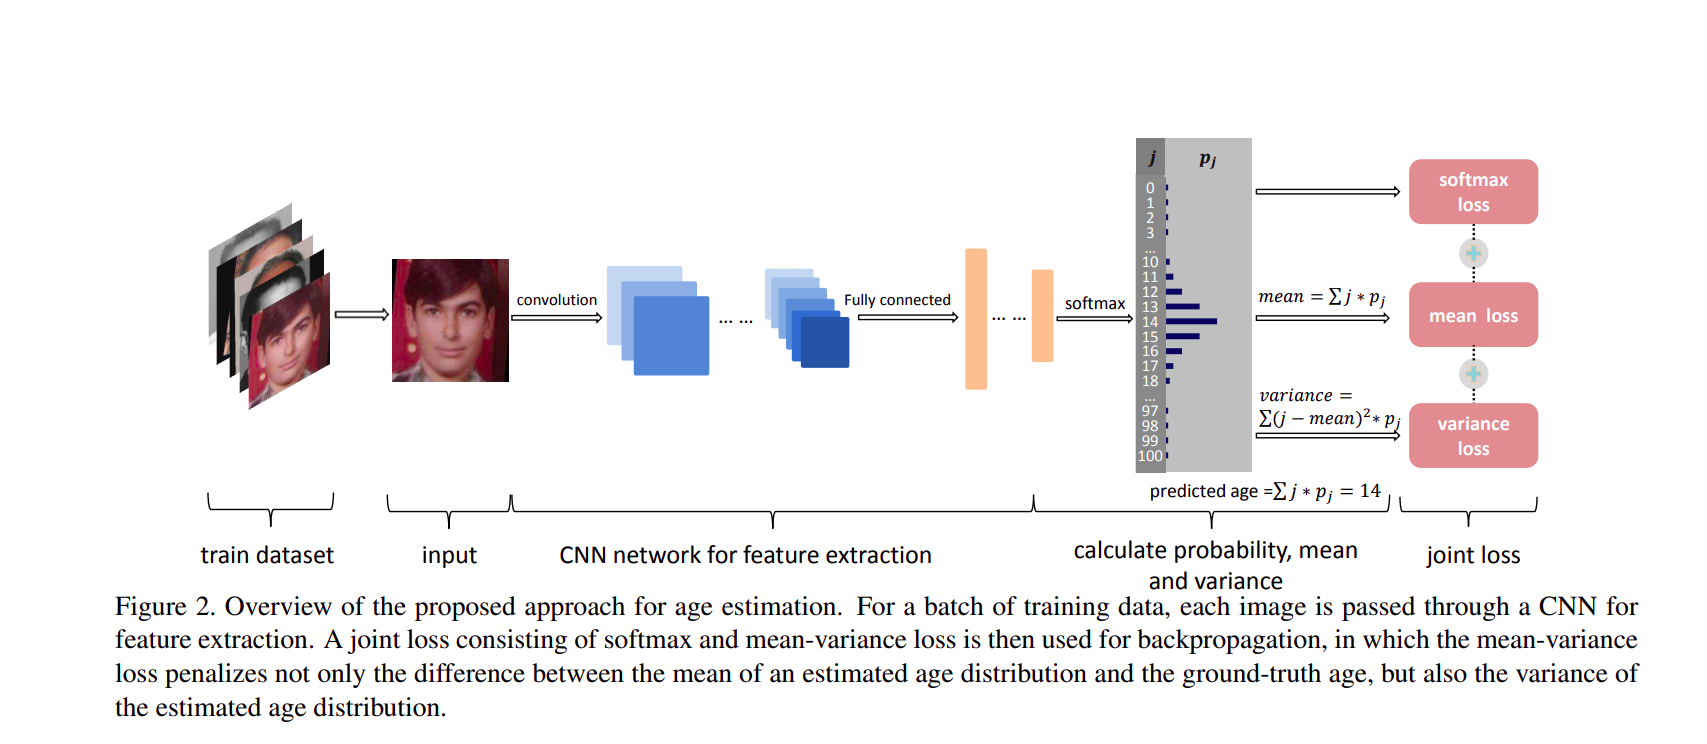 j p_j
0
1
2
3
...
10
11
12
13
14
15
16
17
18
...
97
98
99
100
convolution
... ...
Fully connected
... ...
softmax
mean = ∑ j * p_j
variance =
∑(j − mean)²* p_j
predicted age =∑ j * p_j = 14
softmax
loss
+
mean loss
+
variance
loss
train dataset
input
CNN network for feature extraction
calculate probability, mean
and variance
joint loss
Figure 2. Overview of the proposed approach for age estimation. For a batch of training data, each image is passed through a CNN for
feature extraction. A joint loss consisting of softmax and mean-variance loss is then used for backpropagation, in which the mean-variance
loss penalizes not only the difference between the mean of an estimated age distribution and the ground-truth age, but also the variance of
the estimated age distribution.